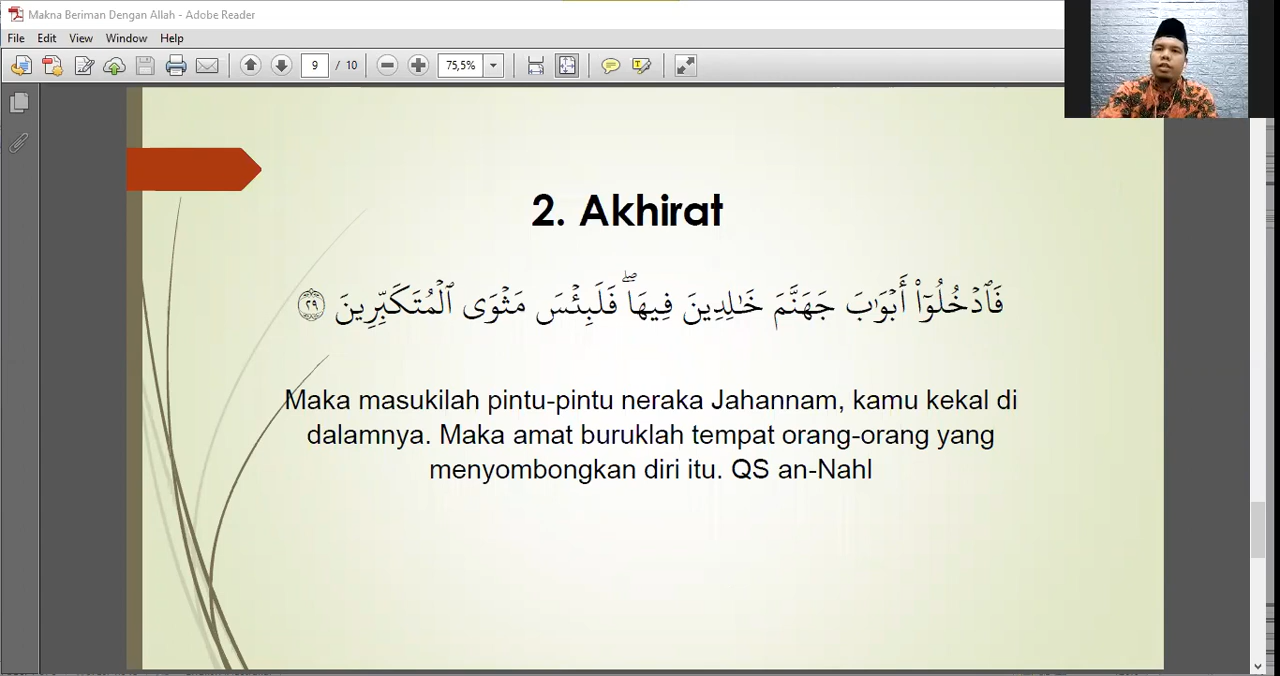 Makna Beriman Dengan Allah - Adobe Reader
File Edit View Window Help
9 / 10 75,5%
2. Akhirat
فَٱدۡخُلُوٓاْ أَبۡوَٰبَ جَهَنَّمَ خَٰلِدِينَ فِيهَاۖ فَلَبِئۡسَ مَثۡوَى ٱلۡمُتَكَبِّرِينَ ٢٩
Maka masukilah pintu-pintu neraka Jahannam, kamu kekal di
dalamnya. Maka amat buruklah tempat orang-orang yang
menyombongkan diri itu. QS an-Nahl